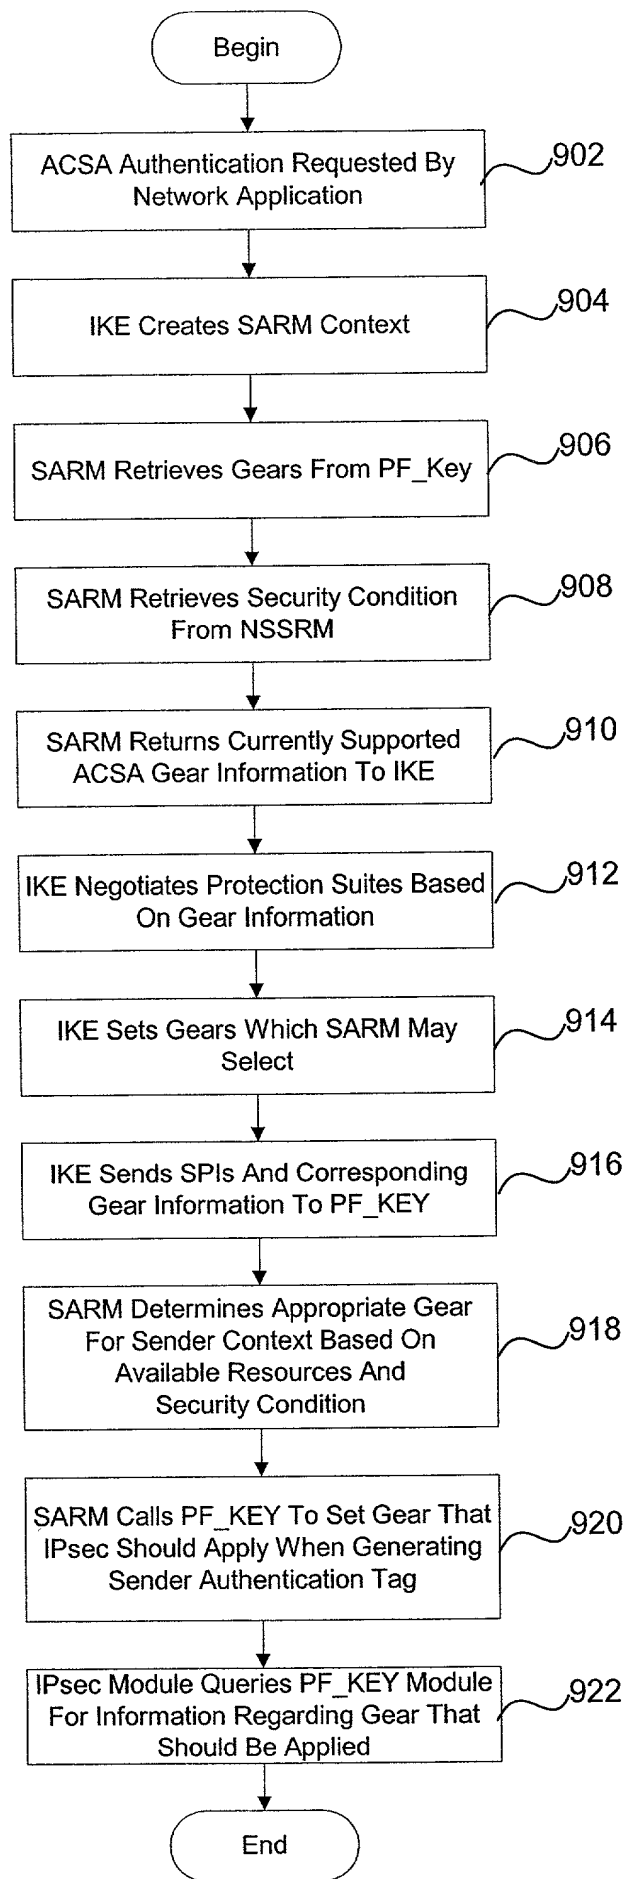 Begin
ACSA Authentication Requested By
Network Application
902
IKE Creates SARM Context
904
SARM Retrieves Gears From PF_Key
906
SARM Retrieves Security Condition
From NSSRM
908
SARM Returns Currently Supported
ACSA Gear Information To IKE
910
IKE Negotiates Protection Suites Based
On Gear Information
912
IKE Sets Gears Which SARM May
Select
914
IKE Sends SPIs And Corresponding
Gear Information To PF_KEY
916
SARM Determines Appropriate Gear
For Sender Context Based On
Available Resources And
Security Condition
918
SARM Calls PF_KEY To Set Gear That
IPsec Should Apply When Generating
Sender Authentication Tag
920
IPsec Module Queries PF_KEY Module
For Information Regarding Gear That
Should Be Applied
922
End